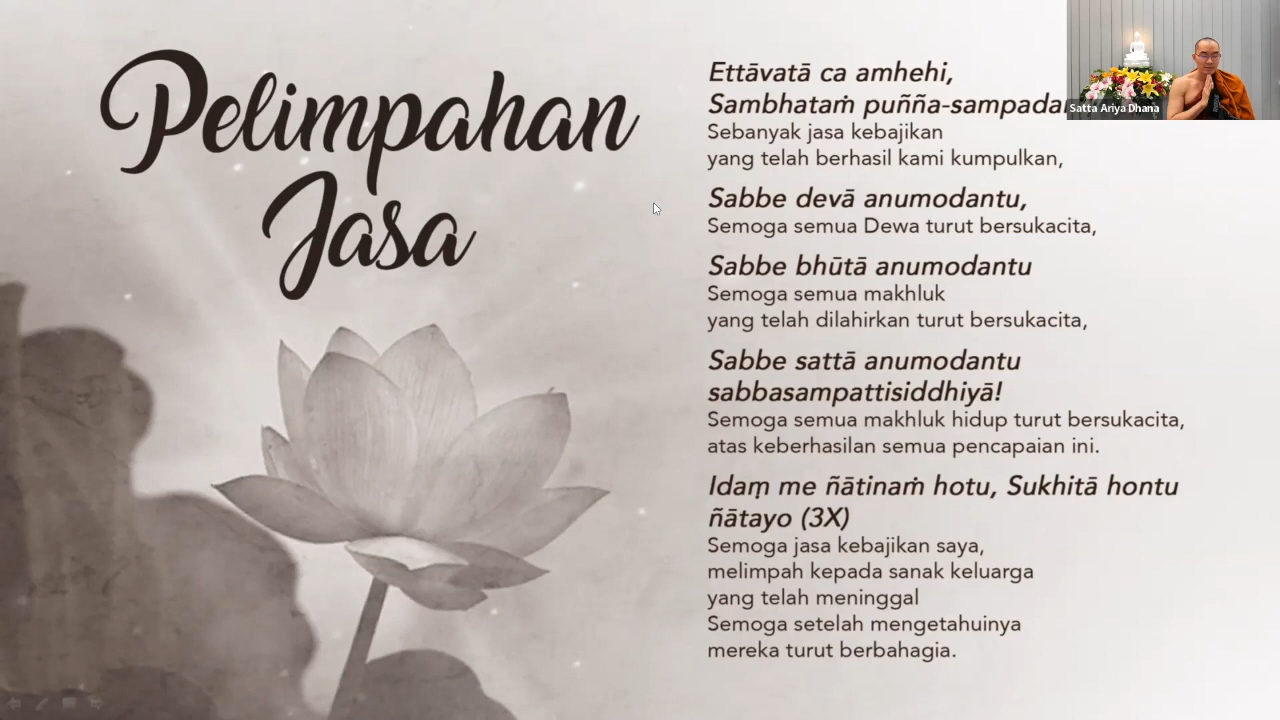 Pelimpahan
Jasa
Ettāvatā ca amhehi,
Sambhataṁ puñña-sampada
Sebanyak jasa kebajikan
yang telah berhasil kami kumpulkan,
Sabbe devā anumodantu,
Semoga semua Dewa turut bersukacita,
Sabbe bhūtā anumodantu
Semoga semua makhluk
yang telah dilahirkan turut bersukacita,
Sabbe sattā anumodantu
sabbasampattisiddhiyā!
Semoga semua makhluk hidup turut bersukacita,
atas keberhasilan semua pencapaian ini.
Idaṃ me ñātinaṁ hotu, Sukhitā hontu
ñātayo (3X)
Semoga jasa kebajikan saya,
melimpah kepada sanak keluarga
yang telah meninggal
Semoga setelah mengetahuinya
mereka turut berbahagia.
Satta Ariya Dhana